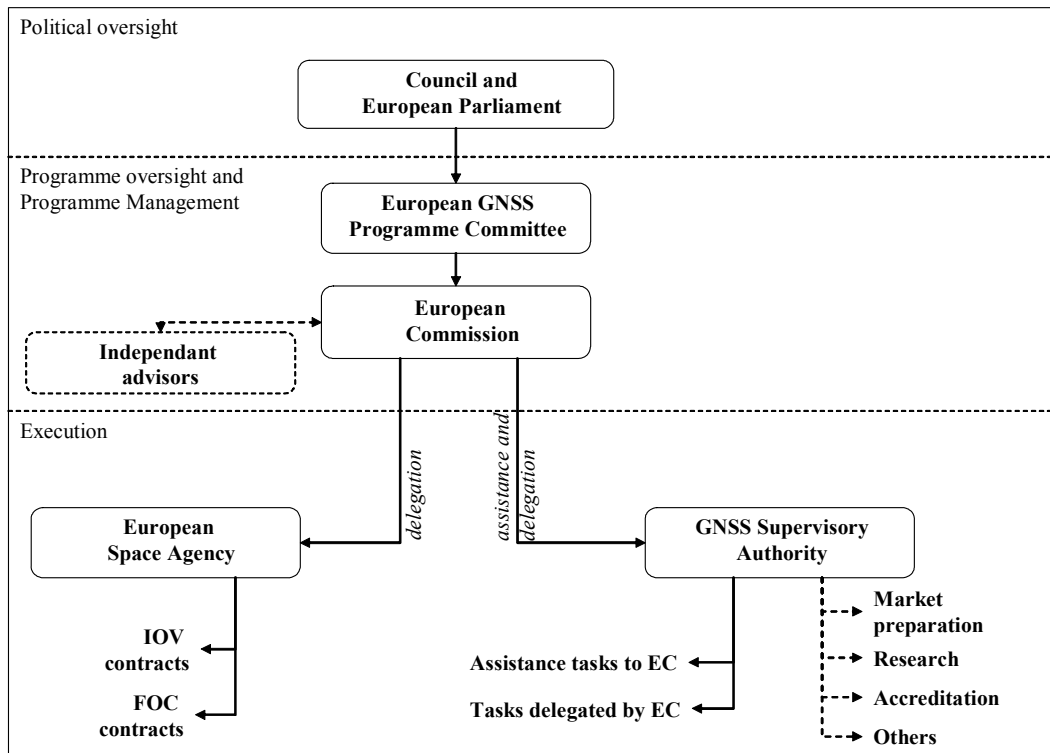 Political oversight
Council and
European Parliament
Programme oversight and
Programme Management
European GNSS
Programme Committee
European
Commission
Independant
advisors
Execution
delegation
assistance and
delegation
European
Space Agency
GNSS Supervisory
Authority
IOV
contracts
FOC
contracts
Assistance tasks to EC
Tasks delegated by EC
Market
preparation
Research
Accreditation
Others